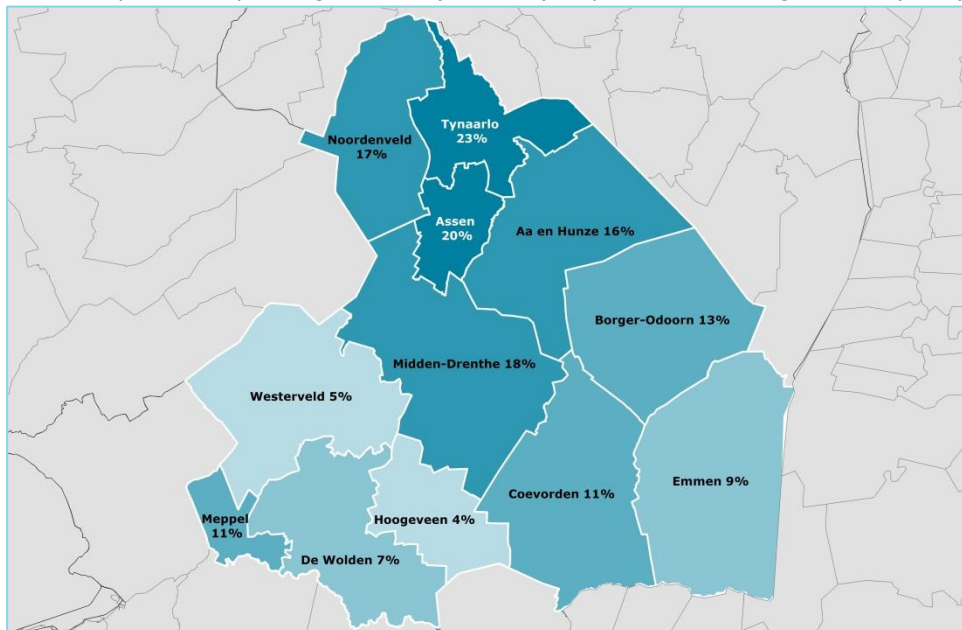 Tynaarlo
23%
Noordenveld
17%
Assen
20%
Aa en Hunze 16%
Borger-Odoorn 13%
Midden-Drenthe 18%
Westerveld 5%
Emmen 9%
Coevorden 11%
Meppel
11%
Hoogeveen 4%
De Wolden 7%